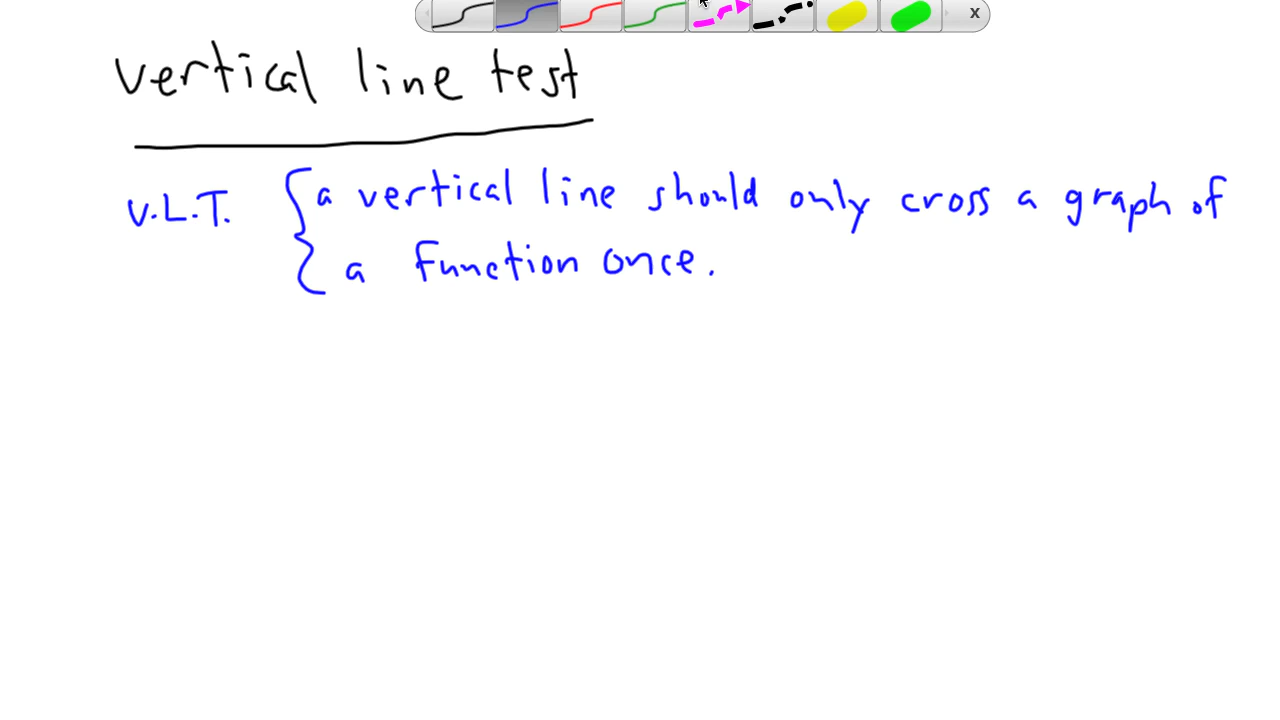 vertical line test
V.L.T. { a vertical line should only cross a graph of
a function once.
x